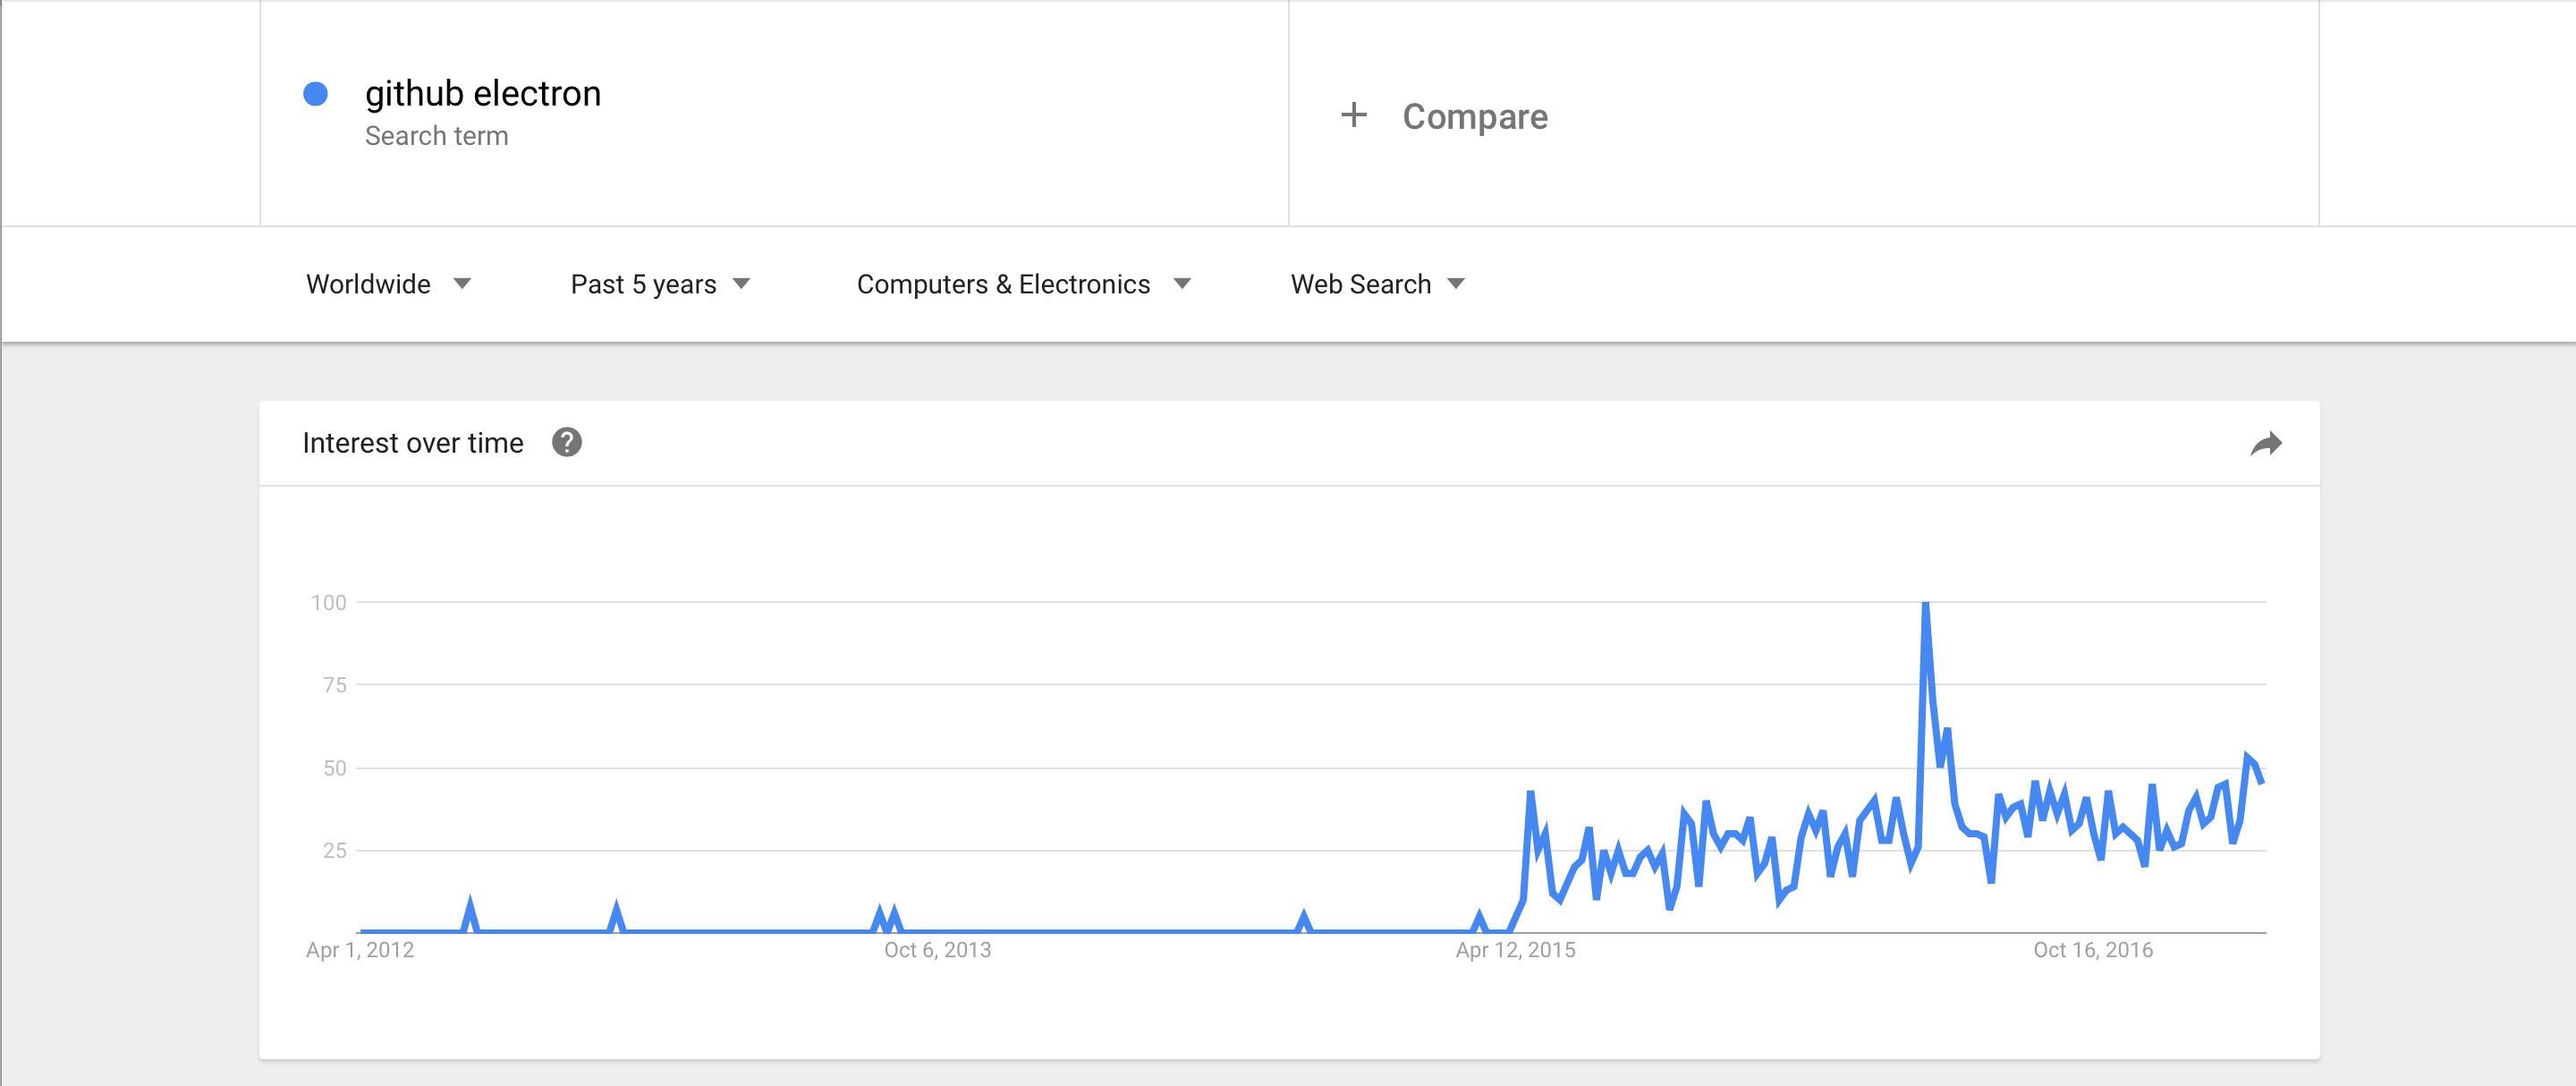 github electron
Search term
+ Compare
Worldwide
Past 5 years
Computers & Electronics
Web Search
Interest over time ?
100
75
50
25
Apr 1, 2012
Oct 6, 2013
Apr 12, 2015
Oct 16, 2016